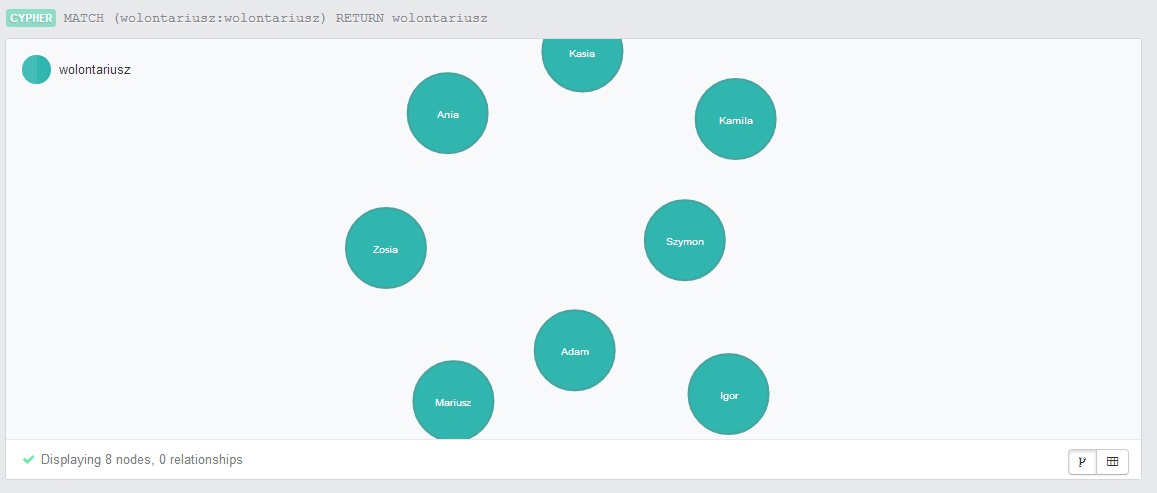 CYPHER MATCH (wolontariusz:wolontariusz) RETURN wolontariusz
wolontariusz
Kasia
Ania
Kamila
Zosia
Szymon
Adam
Mariusz
Igor
Displaying 8 nodes, 0 relationships